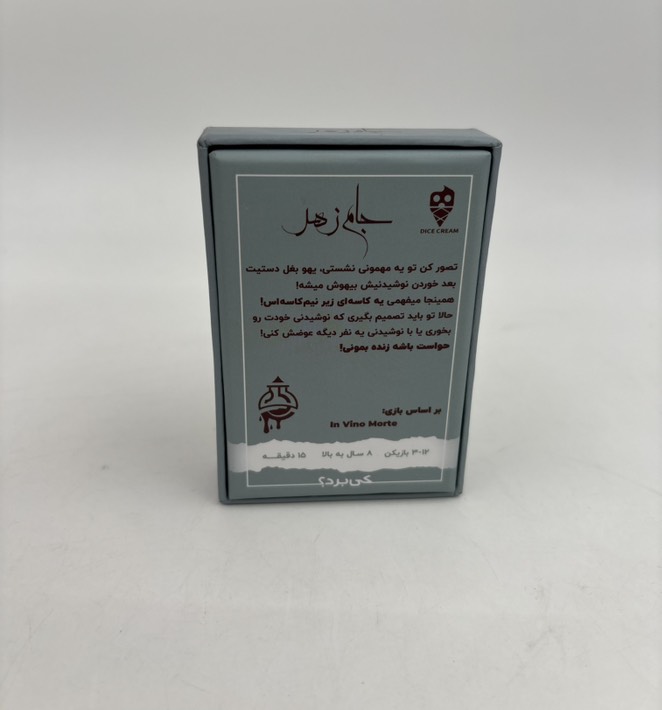 جام زهر
DICE CREAM
تصور کن تو یه مهمونی نشستی، یهو بغل دستیت
بعد خوردن نوشیدنیش بیهوش میشه!
همینجا میفهمی یه کاسه‌ای زیر نیم‌کاسه‌اس!
حالا تو باید تصمیم بگیری که نوشیدنی خودت رو
بخوری یا با نوشیدنی یه نفر دیگه عوضش کنی!
حواست باشه زنده بمونی!
بر اساس بازی:
In Vino Morte
۳-۱۲ بازیکن ۸ سال به بالا ۱۵ دقیقه
کی‌برد؟